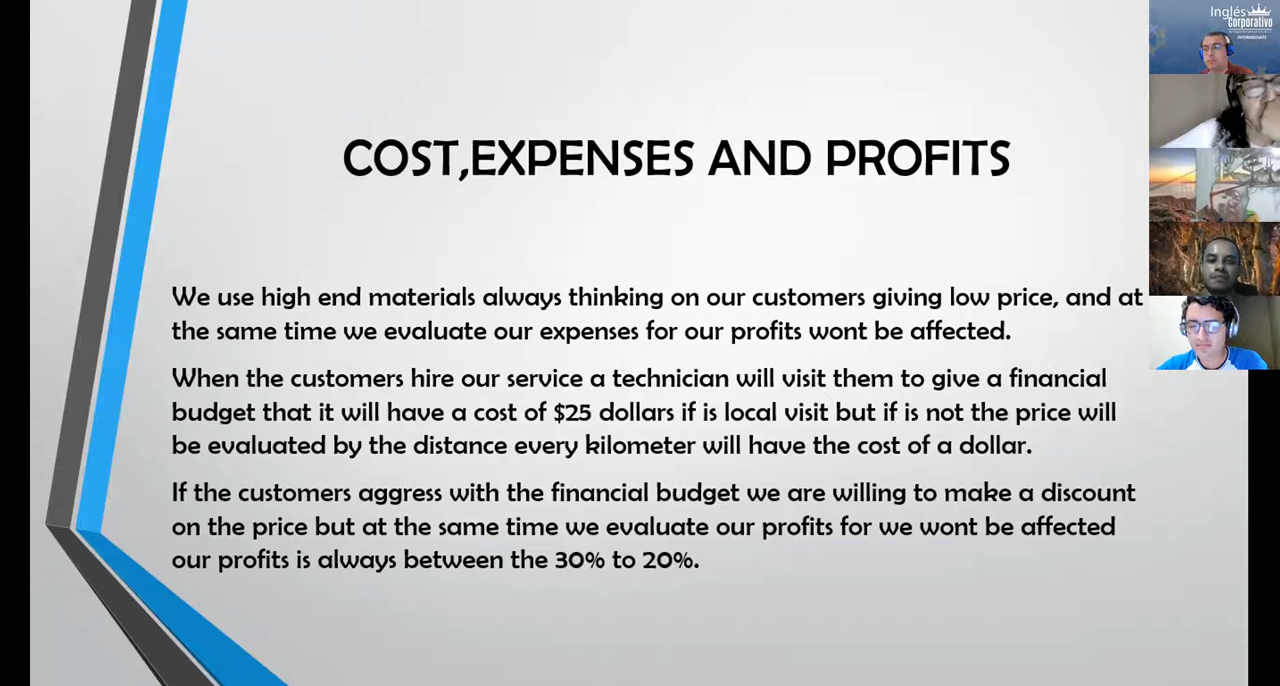 COST,EXPENSES AND PROFITS
We use high end materials always thinking on our customers giving low price, and at
the same time we evaluate our expenses for our profits wont be affected.
When the customers hire our service a technician will visit them to give a financial
budget that it will have a cost of $25 dollars if is local visit but if is not the price will
be evaluated by the distance every kilometer will have the cost of a dollar.
If the customers aggress with the financial budget we are willing to make a discount
on the price but at the same time we evaluate our profits for we wont be affected
our profits is always between the 30% to 20%.
Inglés
Corporativo
INTERMEDIATE